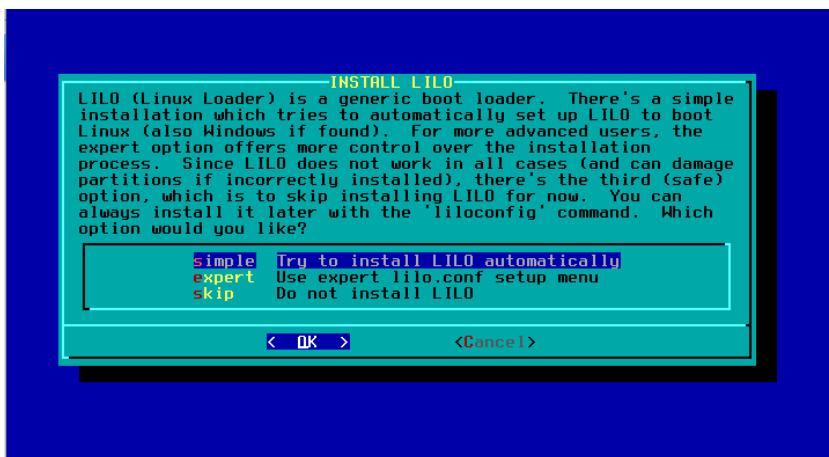 INSTALL LILO
LILO (Linux Loader) is a generic boot loader.  There's a simple
installation which tries to automatically set up LILO to boot
Linux (also Windows if found).  For more advanced users, the
expert option offers more control over the installation
process.  Since LILO does not work in all cases (and can damage
partitions if incorrectly installed), there's the third (safe)
option, which is to skip installing LILO for now.  You can
always install it later with the 'liloconfig' command.  Which
option would you like?
simple  Try to install LILO automatically
expert  Use expert lilo.conf setup menu
skip    Do not install LILO
<  OK  >          <Cancel>